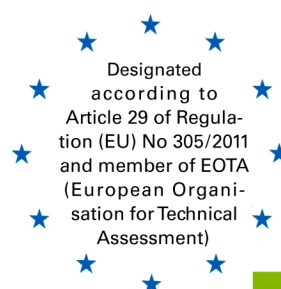 Designated
according to
Article 29 of Regula-
tion (EU) No 305/2011
and member of EOTA
(European Organi-
sation for Technical
Assessment)